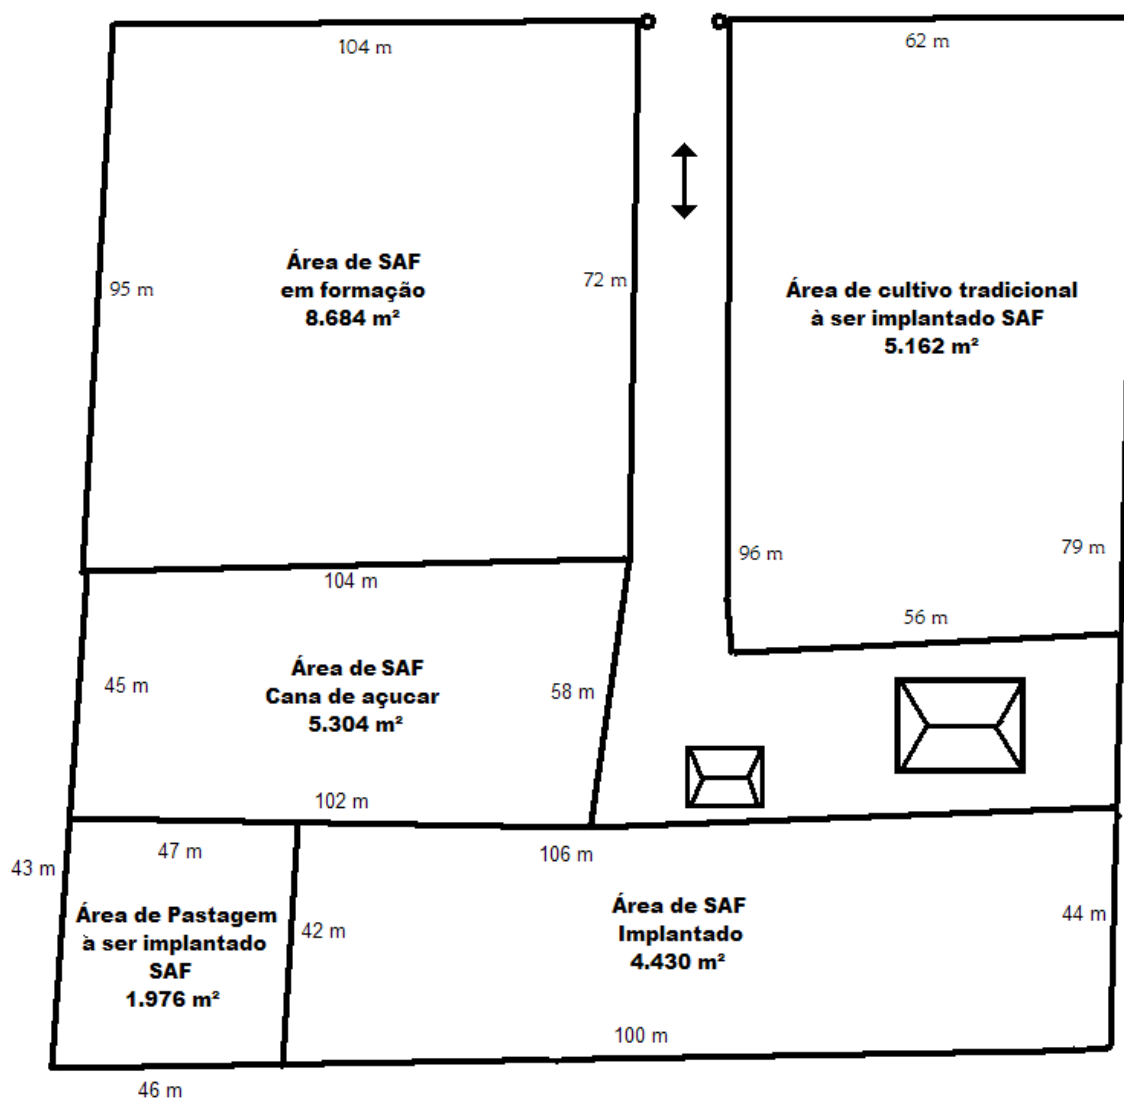 104 m
62 m
95 m
Área de SAF
em formação
8.684 m²
72 m
Área de cultivo tradicional
à ser implantado SAF
5.162 m²
96 m
79 m
104 m
56 m
45 m
Área de SAF
Cana de açucar
5.304 m²
58 m
102 m
43 m
47 m
106 m
Área de Pastagem
à ser implantado
SAF
1.976 m²
42 m
Área de SAF
Implantado
4.430 m²
44 m
100 m
46 m